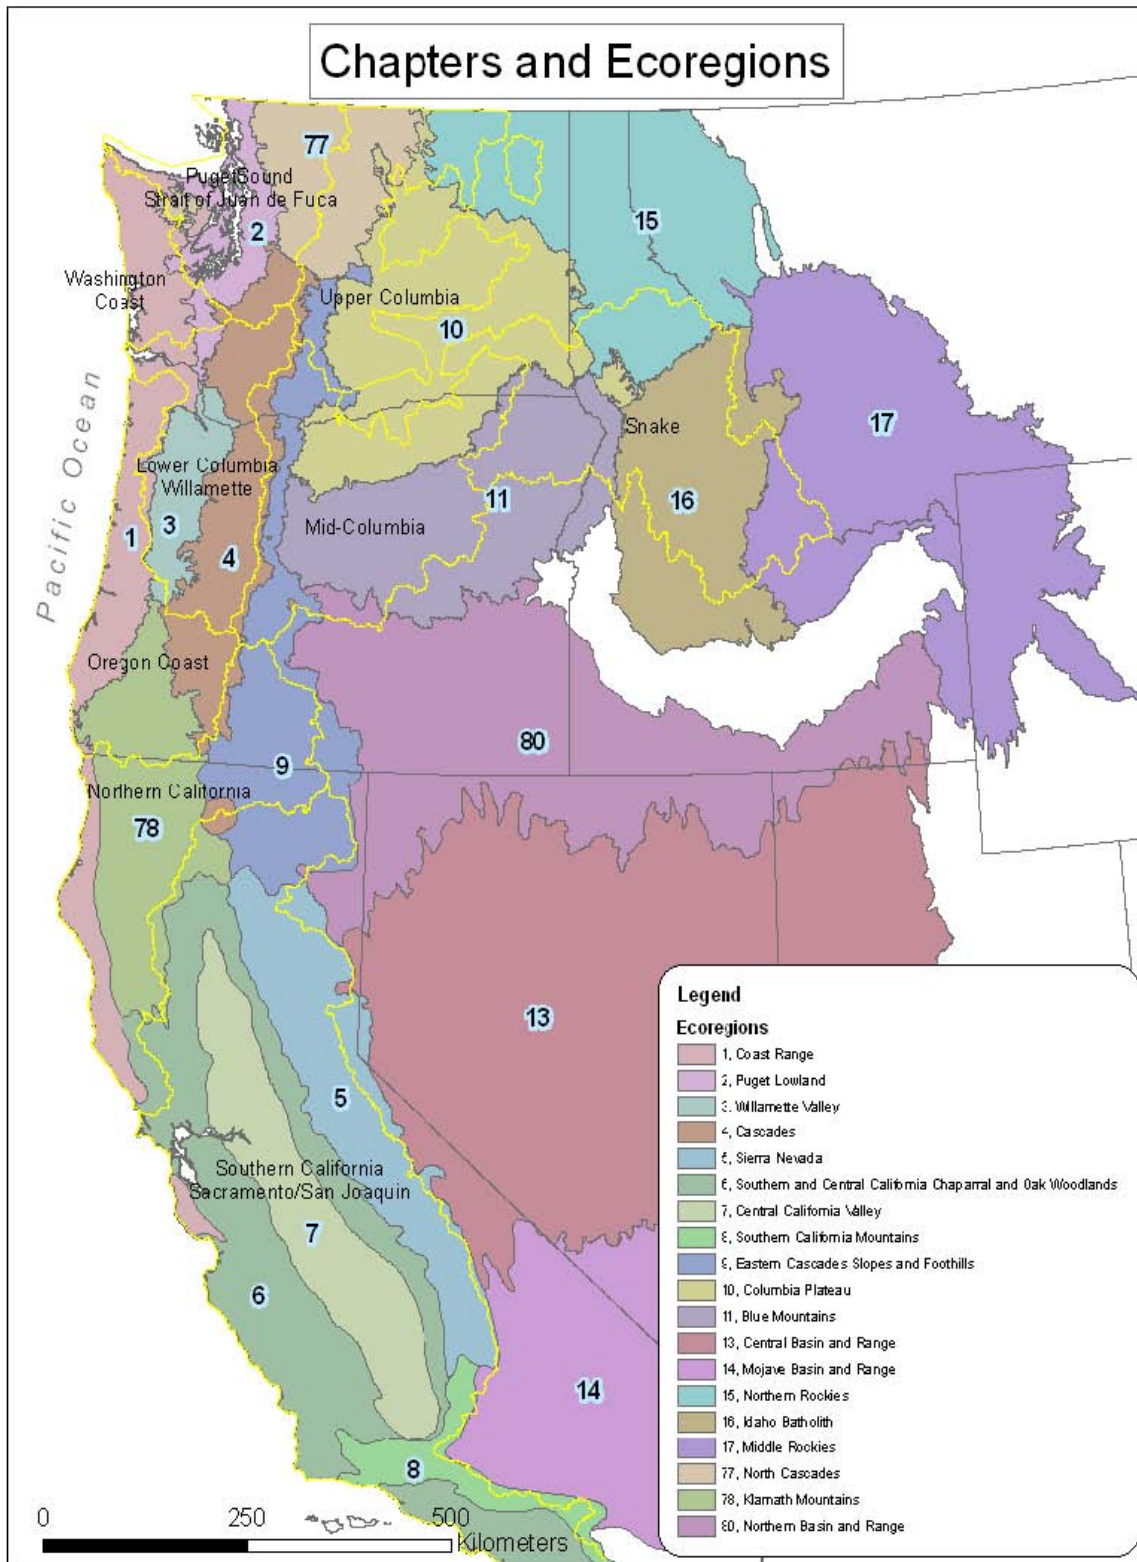 Chapters and Ecoregions
77
PugetSound
Strait of Juan de Fuca
2
15
Washington
Coast
Upper Columbia
10
Pacific Ocean
17
Snake
Lower Columbia
Willamette
16
11
3
Mid-Columbia
1
4
Oregon Coast
80
9
Northern California
78
13
5
Southern California
Sacramento/San Joaquin
7
6
14
8
0 250 500
Kilometers
Legend
Ecoregions
1, Coast Range
2, Puget Lowland
3, Willamette Valley
4, Cascades
5, Sierra Nevada
6, Southern and Central California Chaparral and Oak Woodlands
7, Central California Valley
8, Southern California Mountains
9, Eastern Cascades Slopes and Foothills
10, Columbia Plateau
11, Blue Mountains
13, Central Basin and Range
14, Mojave Basin and Range
15, Northern Rockies
16, Idaho Batholith
17, Middle Rockies
77, North Cascades
78, Klamath Mountains
80, Northern Basin and Range